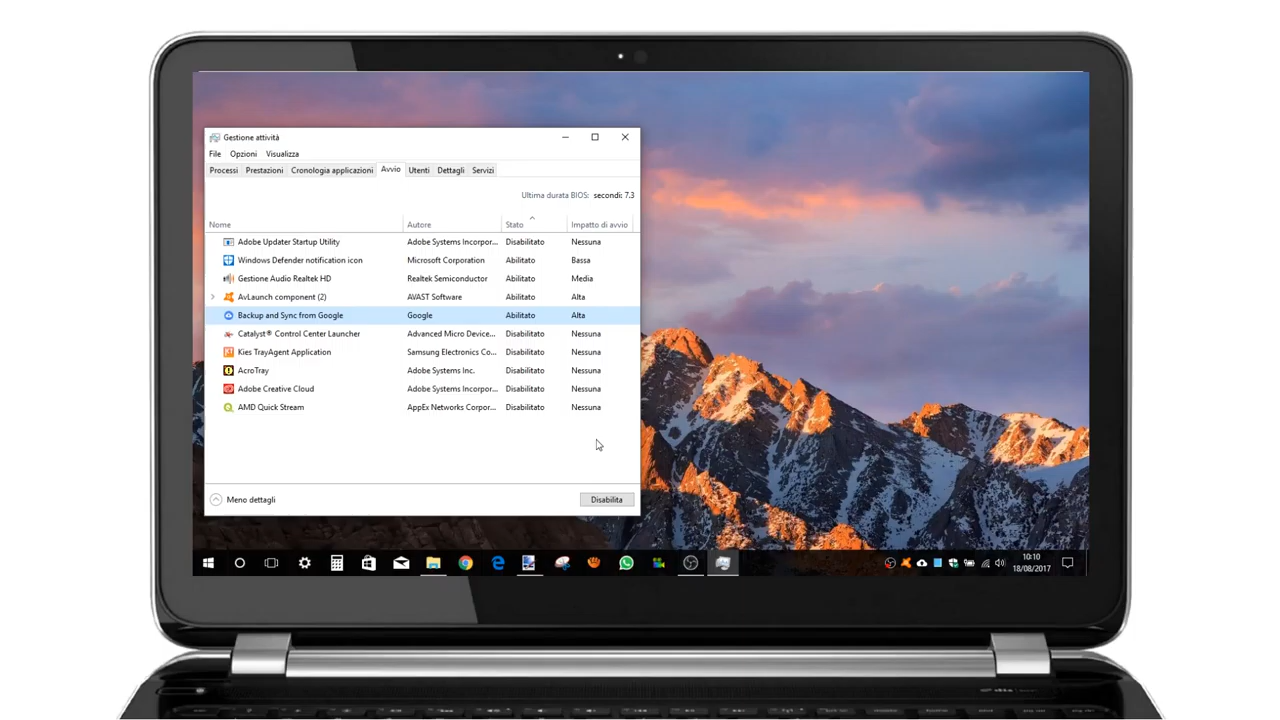 Gestione attività
File Opzioni Visualizza
Processi Prestazioni Cronologia applicazioni Avvio Utenti Dettagli Servizi
Ultima durata BIOS: secondi: 7.3
Nome Autore Stato Impatto di avvio
Adobe Updater Startup Utility Adobe Systems Incorpor... Disabilitato Nessuna
Windows Defender notification icon Microsoft Corporation Abilitato Bassa
Gestione Audio Realtek HD Realtek Semiconductor Abilitato Media
AvLaunch component (2) AVAST Software Abilitato Alta
Backup and Sync from Google Google Abilitato Alta
Catalyst® Control Center Launcher Advanced Micro Device... Disabilitato Nessuna
Kies TrayAgent Application Samsung Electronics Co... Disabilitato Nessuna
AcroTray Adobe Systems Inc. Disabilitato Nessuna
Adobe Creative Cloud Adobe Systems Incorpor... Disabilitato Nessuna
AMD Quick Stream AppEx Networks Corpor... Disabilitato Nessuna
Meno dettagli Disabilita
10:10
18/08/2017